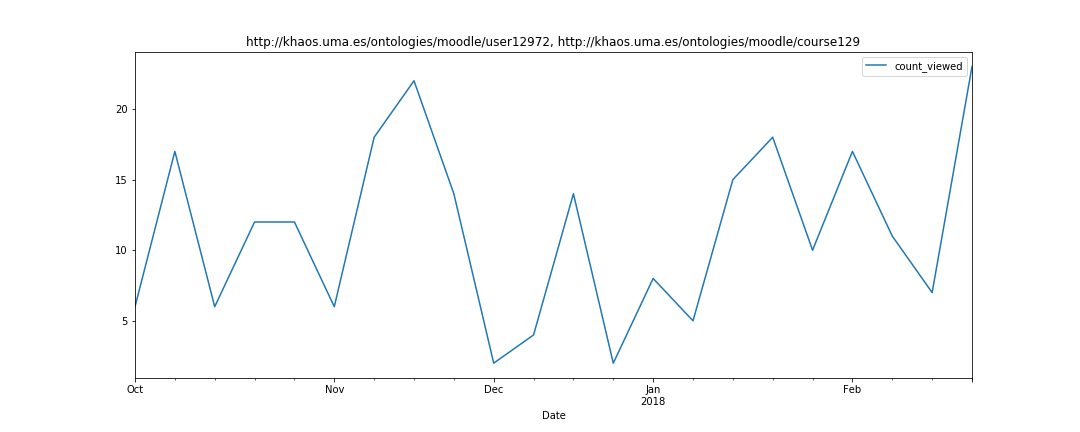 http://khaos.uma.es/ontologies/moodle/user12972, http://khaos.uma.es/ontologies/moodle/course129
count_viewed
20
15
10
5
Oct Nov Dec Jan Feb
2018
Date